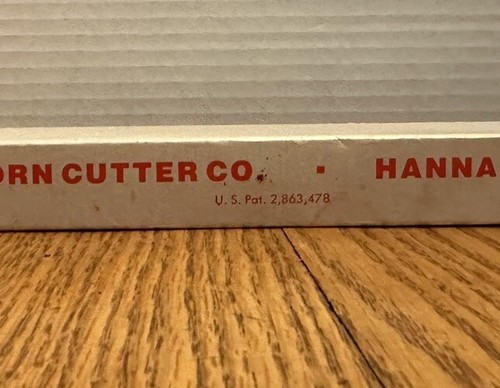 ORN CUTTER CO. ▪ HANNA
U. S. Pat. 2,863,478